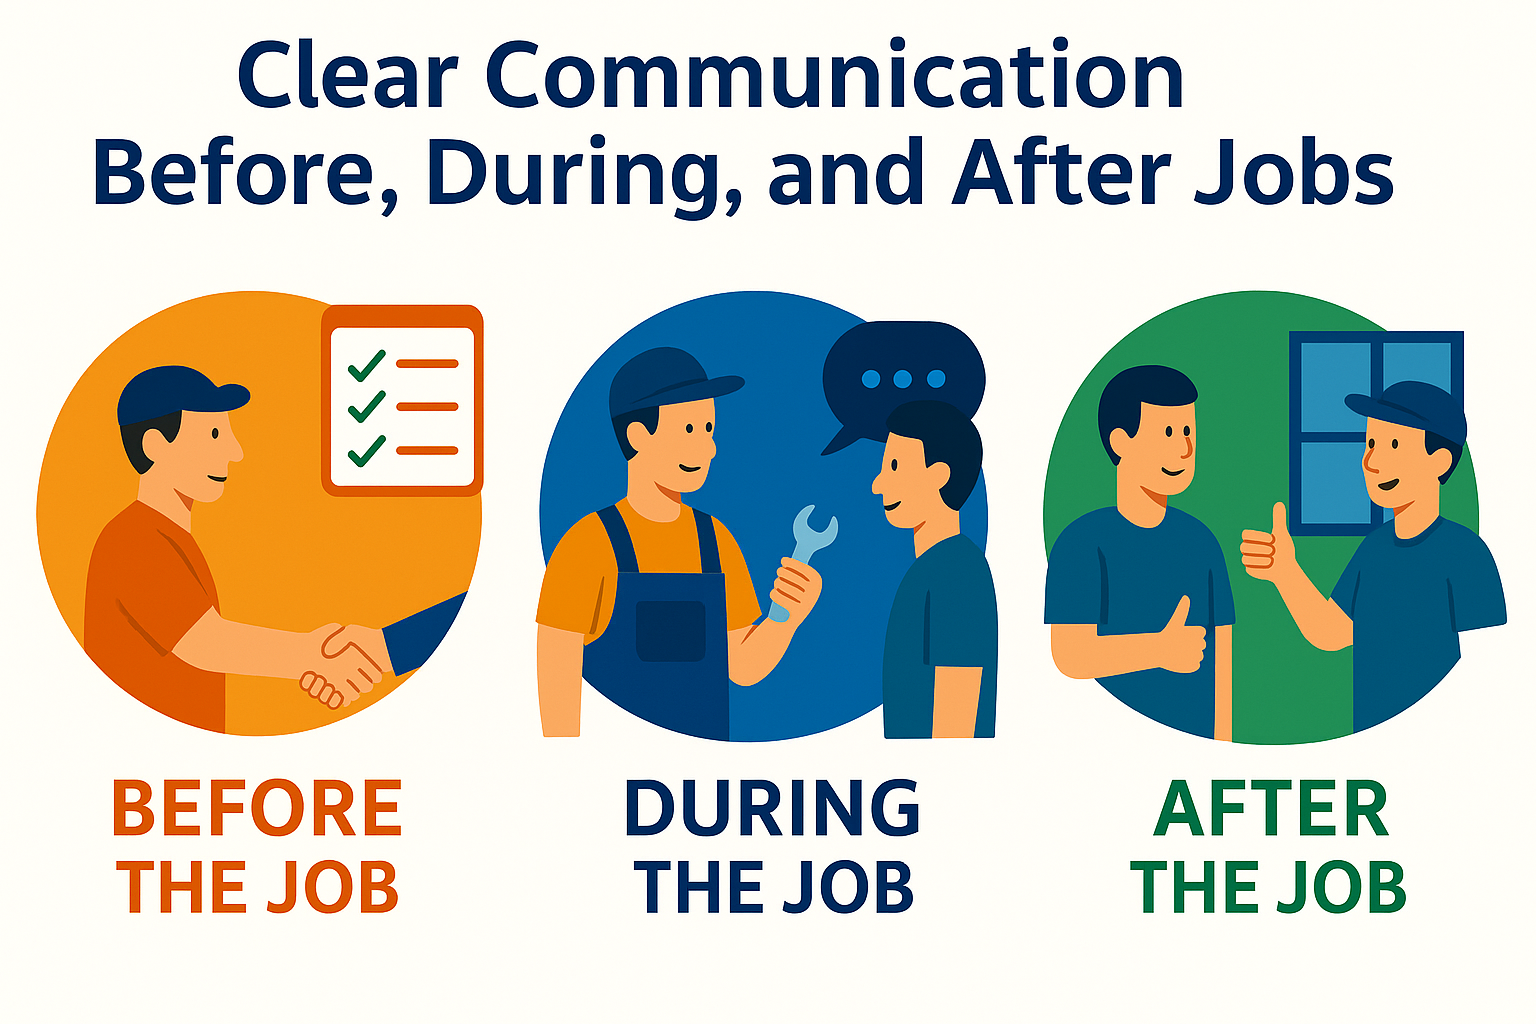 Clear Communication
Before, During, and After Jobs
BEFORE
THE JOB
DURING
THE JOB
AFTER
THE JOB